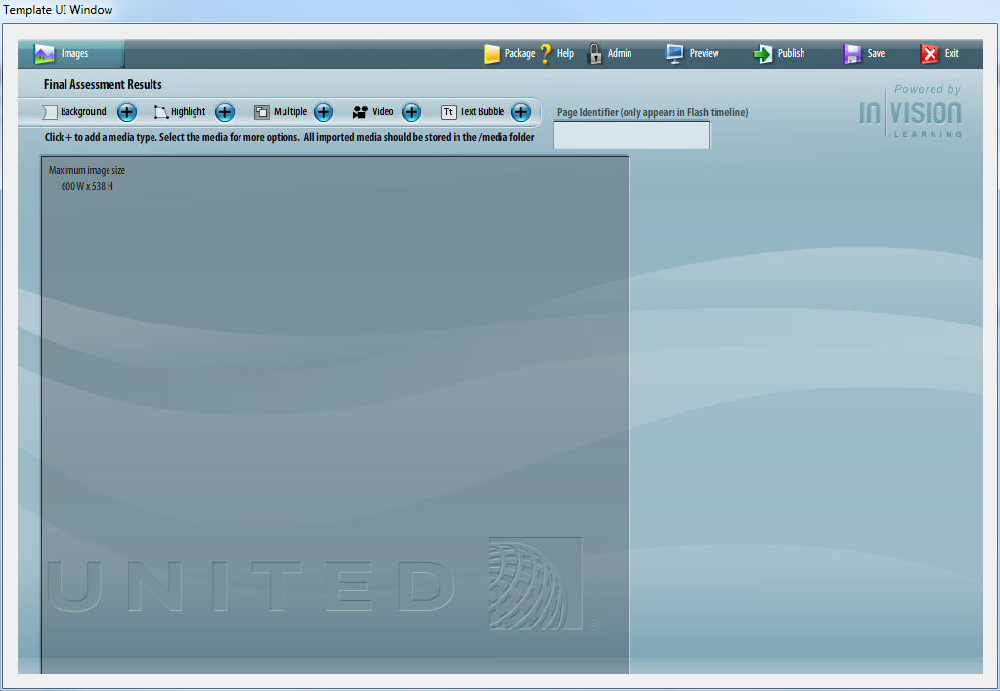 Template UI Window
Images Package ? Help Admin Preview Publish Save Exit
Final Assessment Results
Powered by
IN VISION
LEARNING
Background Highlight Multiple Video Tt Text Bubble
Page Identifier (only appears in Flash timeline)
Click + to add a media type. Select the media for more options. All imported media should be stored in the /media folder
Maximum image size
600 W x 538 H
UNITED ®